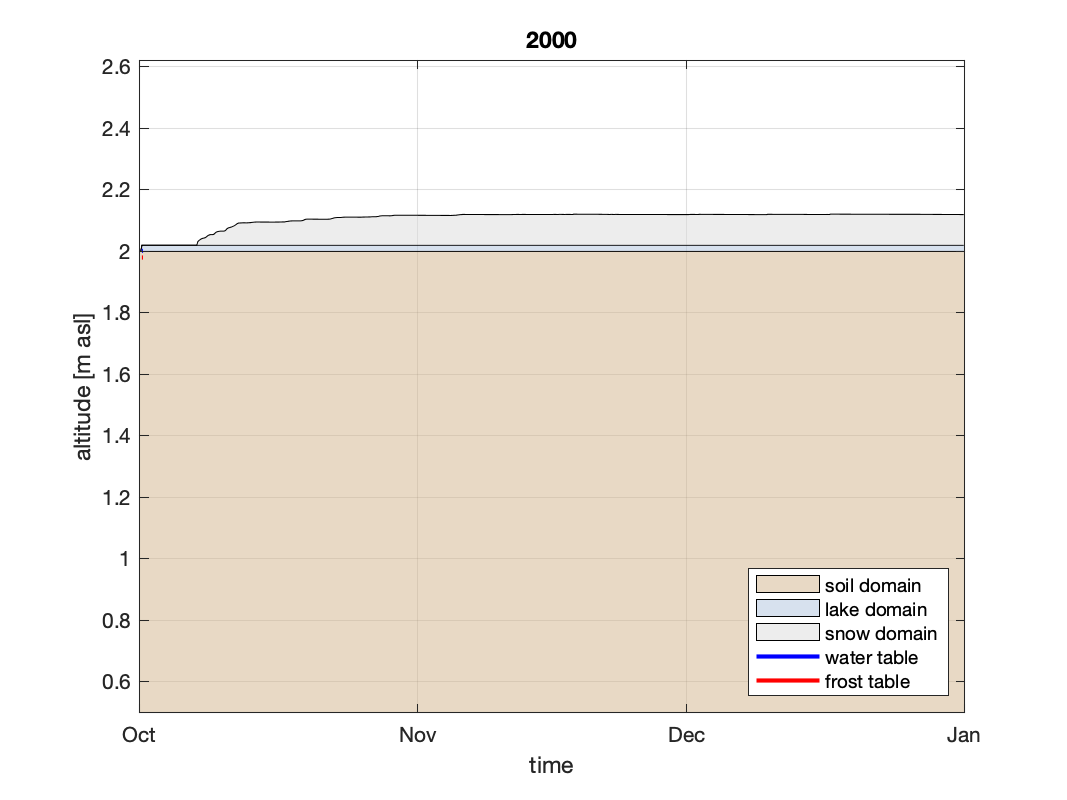 2000
2.6
2.4
2.2
2
1.8
1.6
1.4
1.2
1
0.8
0.6
altitude [m asl]
Oct
Nov
Dec
Jan
time
soil domain
lake domain
snow domain
water table
frost table